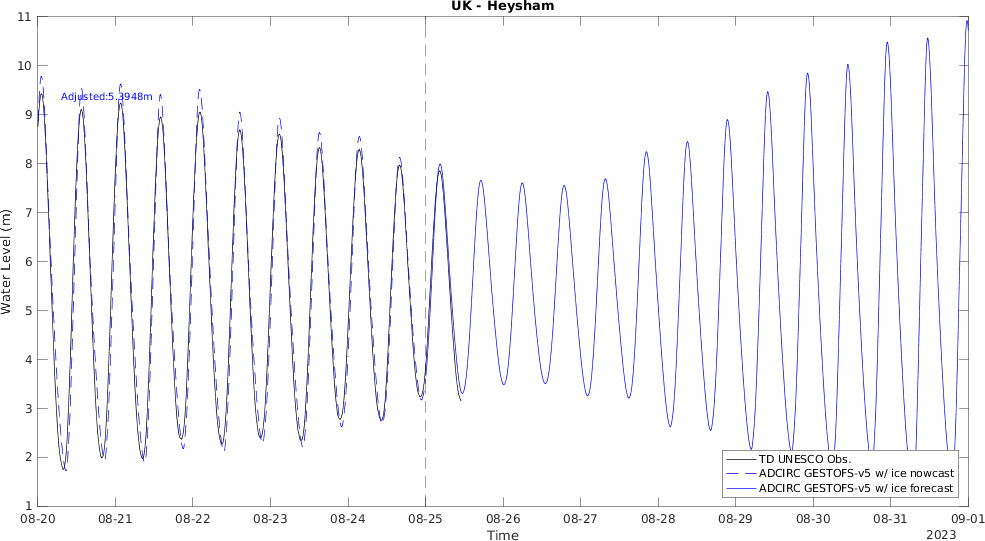 UK - Heysham
11
10
9
8
7
6
5
4
3
2
1
Water Level (m)
Adjusted:5.3948m
TD UNESCO Obs.
ADCIRC GESTOFS-v5 w/ ice nowcast
ADCIRC GESTOFS-v5 w/ ice forecast
08-20 08-21 08-22 08-23 08-24 08-25 08-26 08-27 08-28 08-29 08-30 08-31 09-01
Time
2023